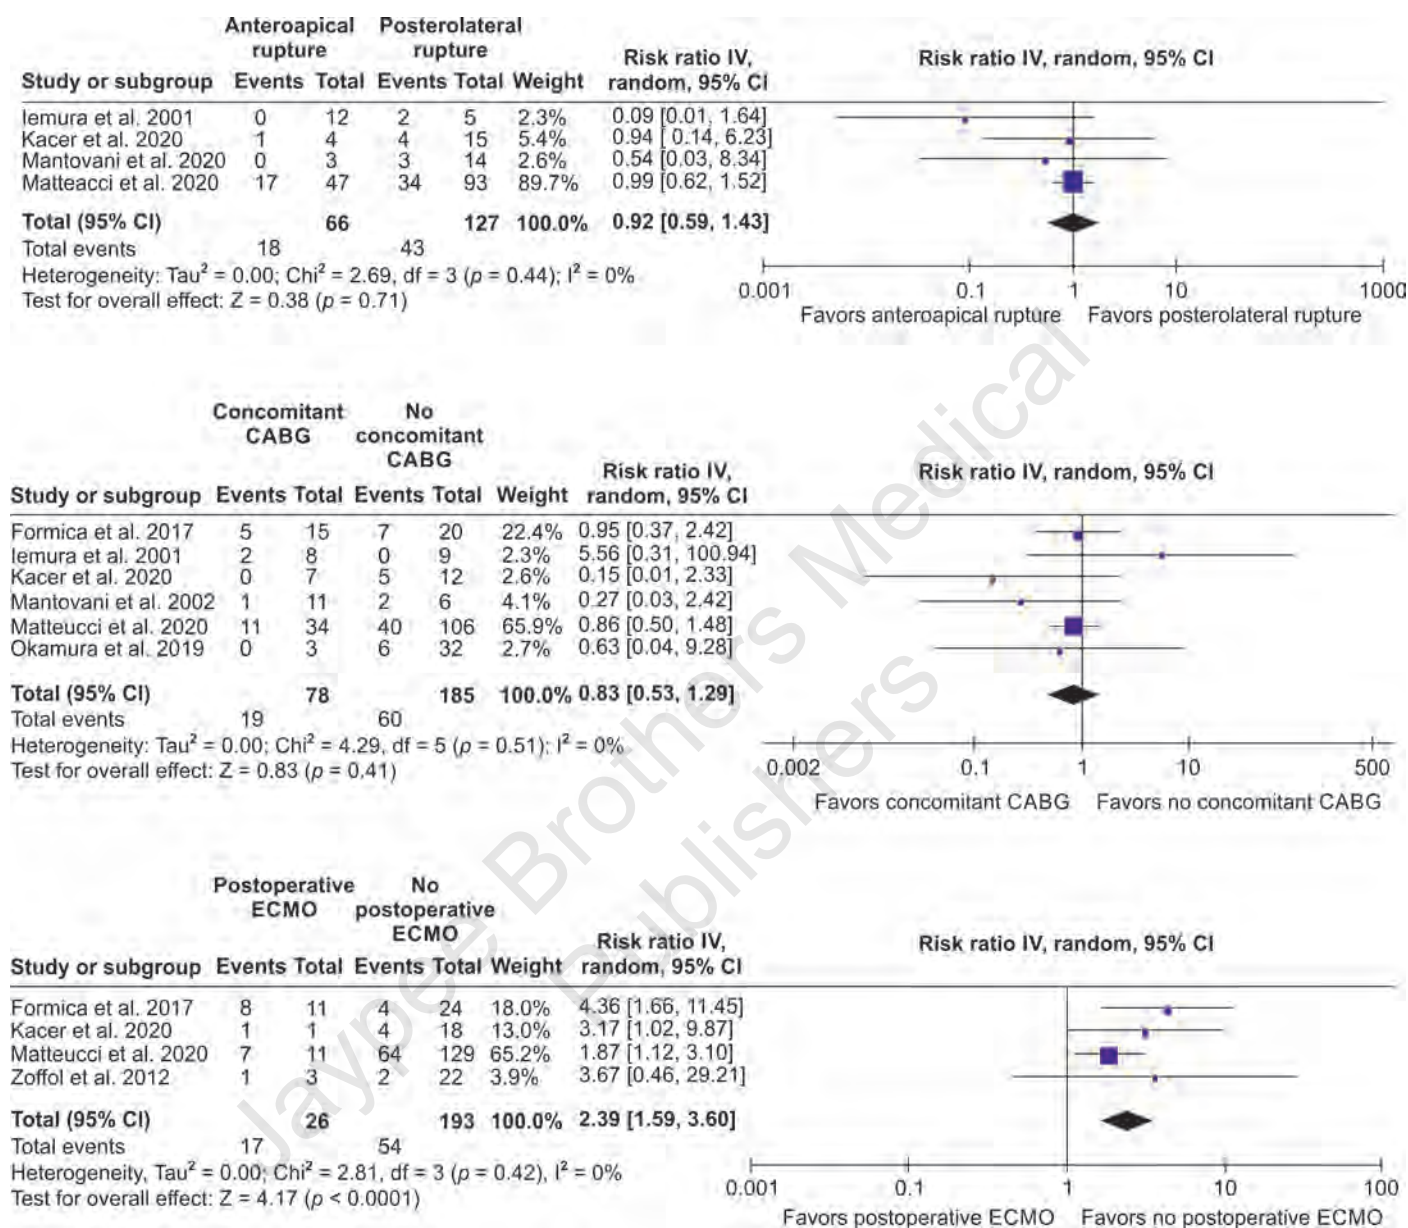 Anteroapical rupture Posterolateral rupture
Study or subgroup Events Total Events Total Weight Risk ratio IV, random, 95% CI Risk ratio IV, random, 95% CI
Iemura et al. 2001 0 12 2 5 2.3% 0.09 [0.01, 1.64]
Kacer et al. 2020 1 4 4 15 5.4% 0.94 [ 0.14, 6.23]
Mantovani et al. 2020 0 3 3 14 2.6% 0.54 [0.03, 8.34]
Matteacci et al. 2020 17 47 34 93 89.7% 0.99 [0.62, 1.52]
Total (95% CI) 66 127 100.0% 0.92 [0.59, 1.43]
Total events 18 43
Heterogeneity: Tau² = 0.00; Chi² = 2.69, df = 3 (p = 0.44); I² = 0%
Test for overall effect: Z = 0.38 (p = 0.71)
0.001 0.1 1 10 1000
Favors anteroapical rupture Favors posterolateral rupture
Concomitant CABG No concomitant CABG
Study or subgroup Events Total Events Total Weight Risk ratio IV, random, 95% CI Risk ratio IV, random, 95% CI
Formica et al. 2017 5 15 7 20 22.4% 0.95 [0.37, 2.42]
Iemura et al. 2001 2 8 0 9 2.3% 5.56 [0.31, 100.94]
Kacer et al. 2020 0 7 5 12 2.6% 0.15 [0.01, 2.33]
Mantovani et al. 2002 1 11 2 6 4.1% 0.27 [0.03, 2.42]
Matteucci et al. 2020 11 34 40 106 65.9% 0.86 [0.50, 1.48]
Okamura et al. 2019 0 3 6 32 2.7% 0.63 [0.04, 9.28]
Total (95% CI) 78 185 100.0% 0.83 [0.53, 1.29]
Total events 19 60
Heterogeneity: Tau² = 0.00; Chi² = 4.29, df = 5 (p = 0.51); I² = 0%
Test for overall effect: Z = 0.83 (p = 0.41)
0.002 0.1 1 10 500
Favors concomitant CABG Favors no concomitant CABG
Postoperative ECMO No postoperative ECMO
Study or subgroup Events Total Events Total Weight Risk ratio IV, random, 95% CI Risk ratio IV, random, 95% CI
Formica et al. 2017 8 11 4 24 18.0% 4.36 [1.66, 11.45]
Kacer et al. 2020 1 1 4 18 13.0% 3.17 [1.02, 9.87]
Matteucci et al. 2020 7 11 64 129 65.2% 1.87 [1.12, 3.10]
Zoffol et al. 2012 1 3 2 22 3.9% 3.67 [0.46, 29.21]
Total (95% CI) 26 193 100.0% 2.39 [1.59, 3.60]
Total events 17 54
Heterogeneity, Tau² = 0.00; Chi² = 2.81, df = 3 (p = 0.42), I² = 0%
Test for overall effect: Z = 4.17 (p < 0.0001)
0.001 0.1 1 10 100
Favors postoperative ECMO Favors no postoperative ECMO
Jaypee Brothers Medical
Publishers